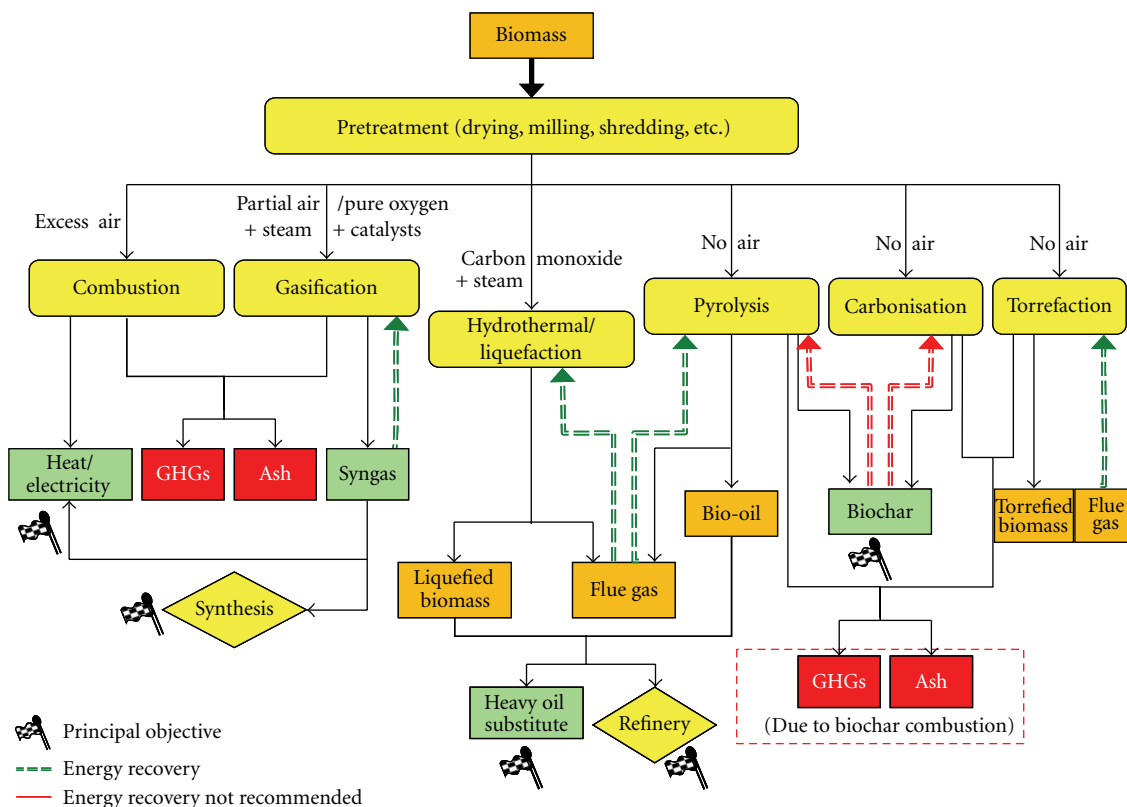 Biomass
Pretreatment (drying, milling, shredding, etc.)
Excess air
Partial air /pure oxygen
+ steam + catalysts
Carbon monoxide
+ steam
No air
No air
No air
Combustion
Gasification
Hydrothermal/
liquefaction
Pyrolysis
Carbonisation
Torrefaction
Heat/
electricity
GHGs
Ash
Syngas
Bio-oil
Biochar
Torrefied
biomass
Flue
gas
Liquefied
biomass
Flue gas
Synthesis
Heavy oil
substitute
Refinery
GHGs
Ash
(Due to biochar combustion)
Principal objective
Energy recovery
Energy recovery not recommended